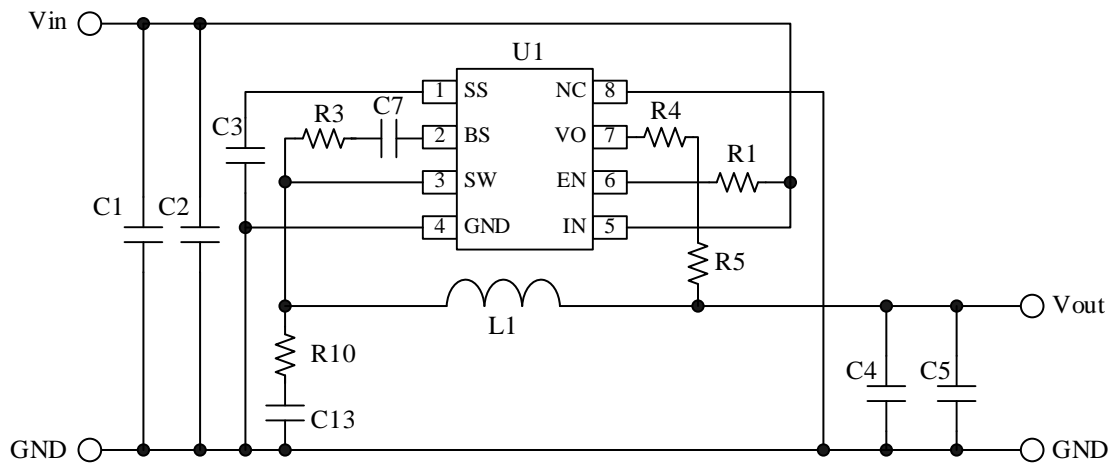 Vin
U1
1 SS NC 8
R3 C7 R4
C3
2 BS VO 7
R1
3 SW EN 6
C1 C2
4 GND IN 5
R5
L1
Vout
R10
C4 C5
C13
GND GND